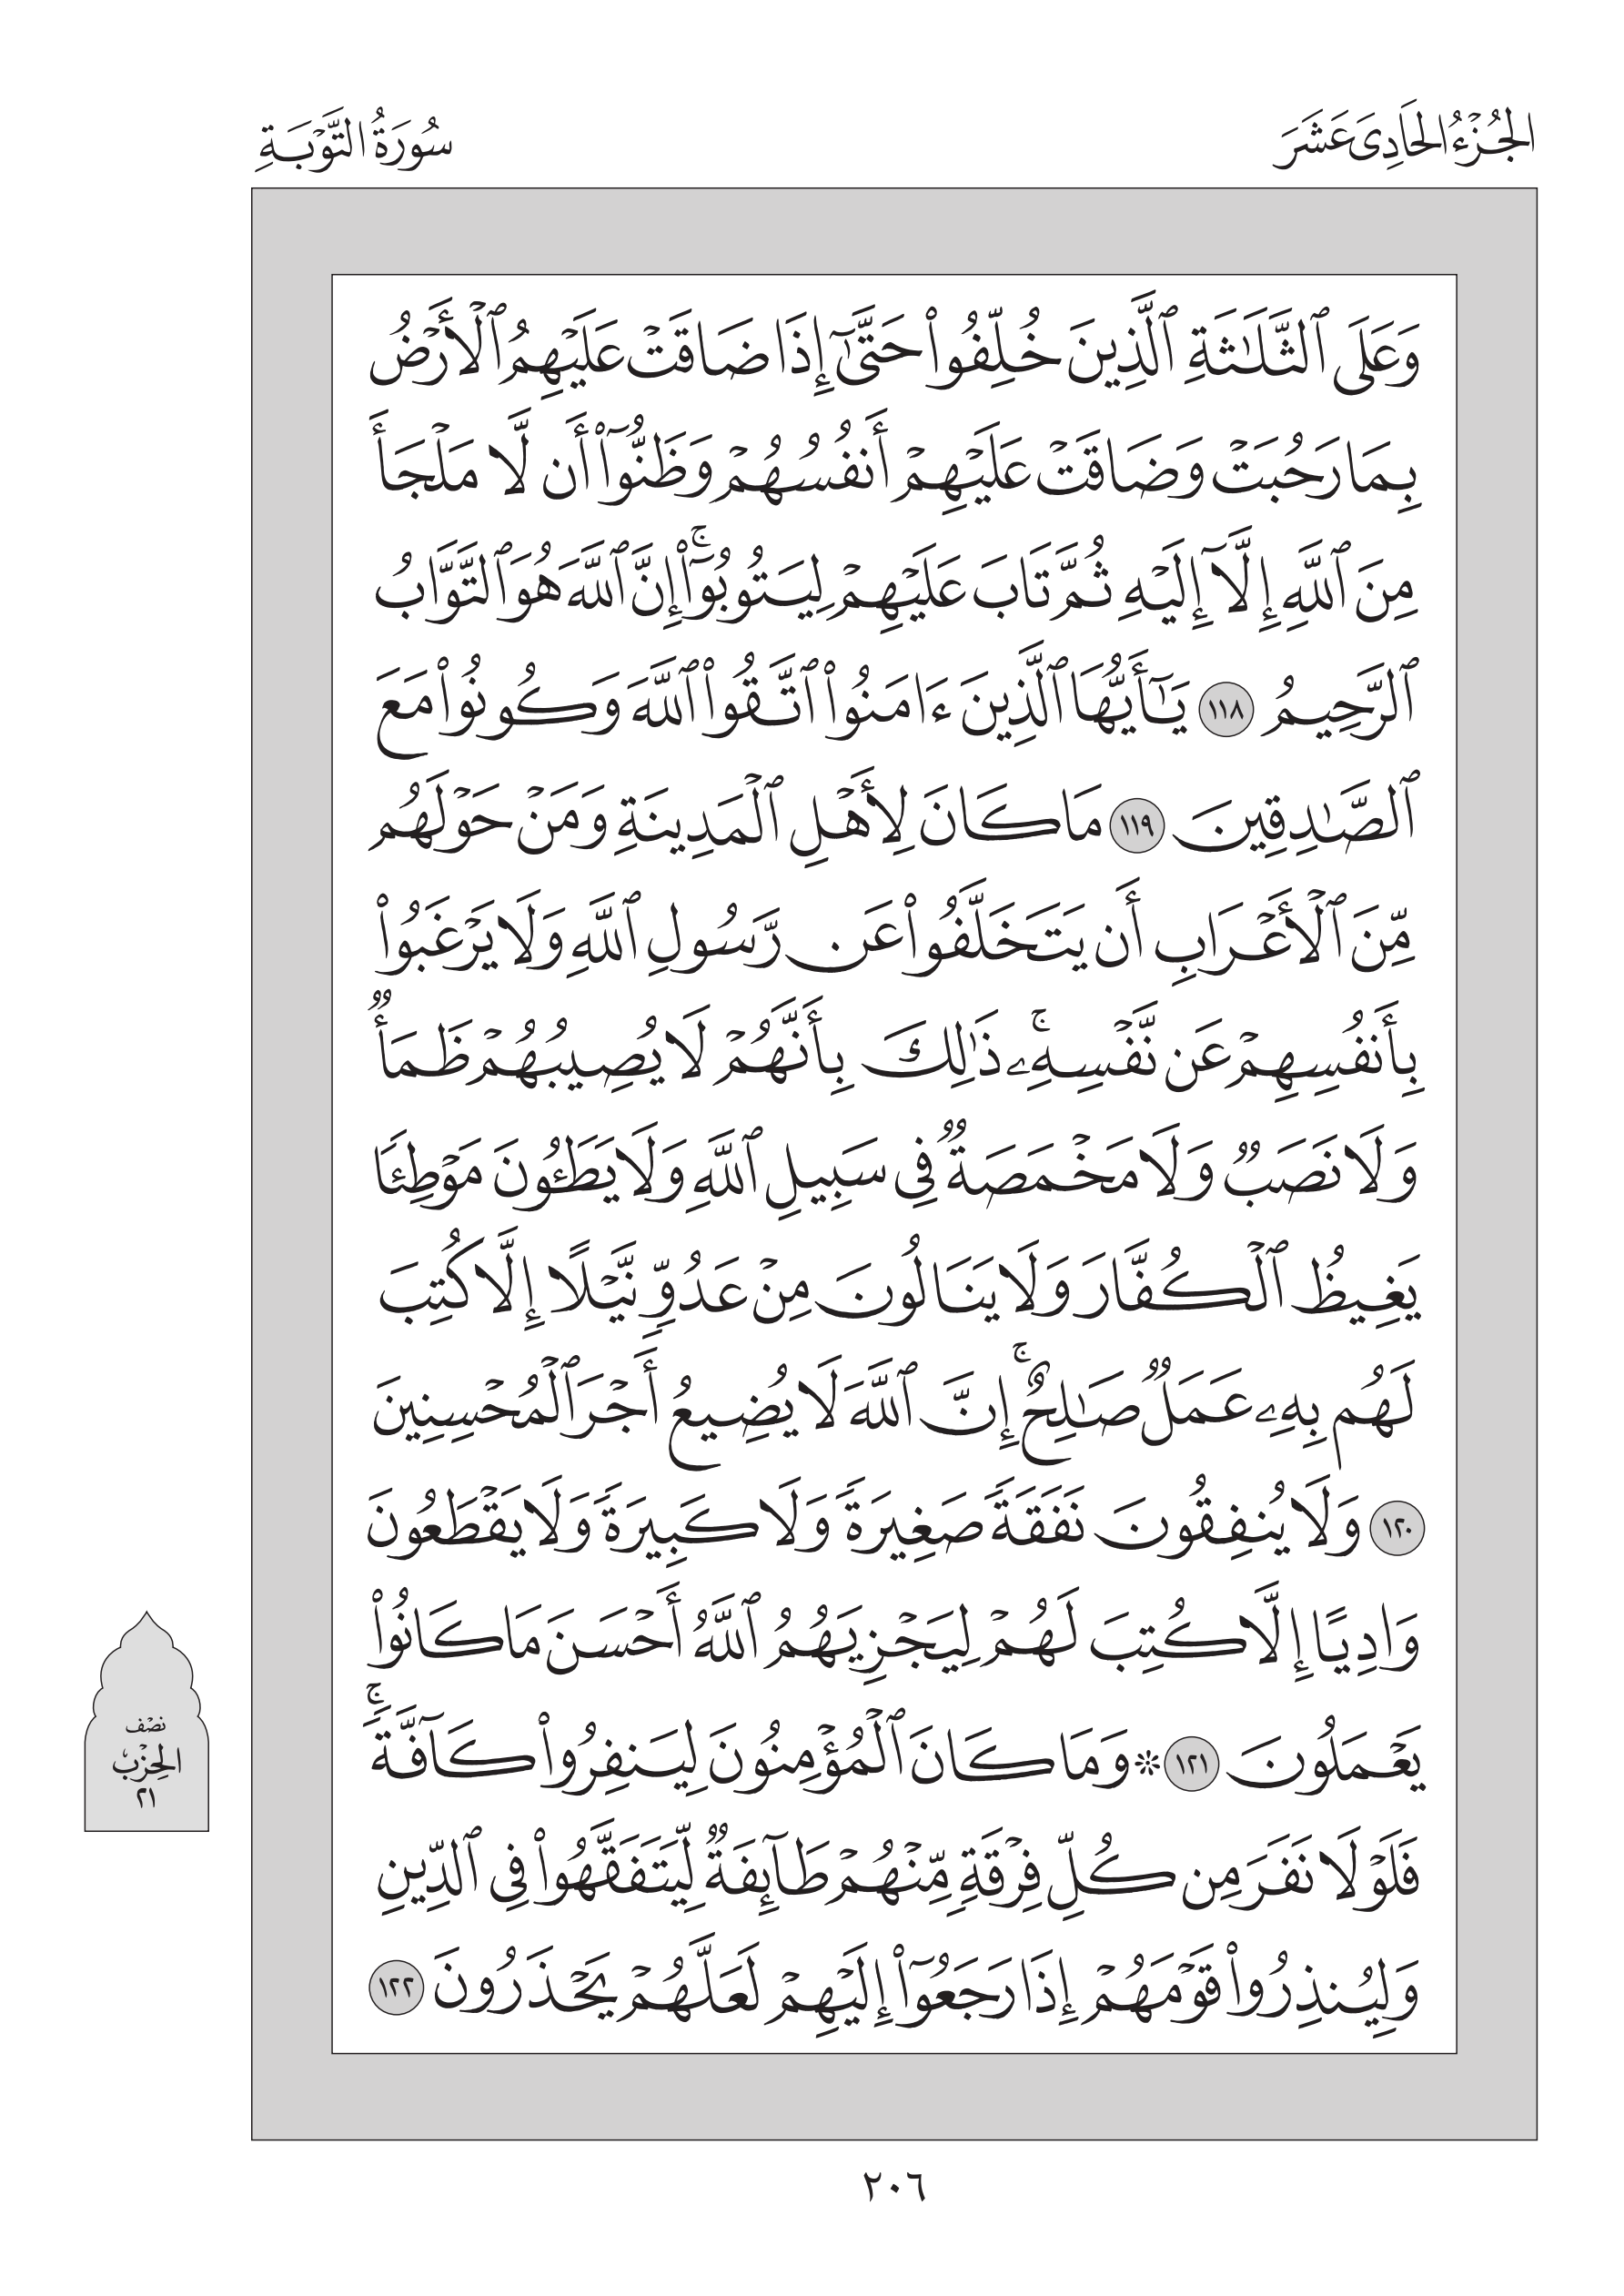 الجُزْءُ الحَادِي عَشَرَ
سُورَةُ التَّوْبَةِ
وَعَلَى ٱلثَّلَٰثَةِ ٱلَّذِينَ خُلِّفُوا۟ حَتَّىٰٓ إِذَا ضَاقَتْ عَلَيْهِمُ ٱلْأَرْضُ
بِمَا رَحُبَتْ وَضَاقَتْ عَلَيْهِمْ أَنفُسُهُمْ وَظَنُّوٓا۟ أَن لَّا مَلْجَأَ
مِنَ ٱللَّهِ إِلَّآ إِلَيْهِ ثُمَّ تَابَ عَلَيْهِمْ لِيَتُوبُوٓا۟ ۚ إِنَّ ٱللَّهَ هُوَ ٱلتَّوَّابُ
ٱلرَّحِيمُ ١١٨ يَٰٓأَيُّهَا ٱلَّذِينَ ءَامَنُوا۟ ٱتَّقُوا۟ ٱللَّهَ وَكُونُوا۟ مَعَ
ٱلصَّٰدِقِينَ ١١٩ مَا كَانَ لِأَهْلِ ٱلْمَدِينَةِ وَمَنْ حَوْلَهُم
مِّنَ ٱلْأَعْرَابِ أَن يَتَخَلَّفُوا۟ عَن رَّسُولِ ٱللَّهِ وَلَا يَرْغَبُوا۟
بِأَنفُسِهِمْ عَن نَّفْسِهِۦ ۚ ذَٰلِكَ بِأَنَّهُمْ لَا يُصِيبُهُمْ ظَمَأٌ
وَلَا نَصَبٌ وَلَا مَخْمَصَةٌ فِى سَبِيلِ ٱللَّهِ وَلَا يَطَـُٔونَ مَوْطِئًا
يَغِيظُ ٱلْكُفَّارَ وَلَا يَنَالُونَ مِنْ عَدُوٍّ نَّيْلًا إِلَّا كُتِبَ
لَهُم بِهِۦ عَمَلٌ صَٰلِحٌ ۚ إِنَّ ٱللَّهَ لَا يُضِيعُ أَجْرَ ٱلْمُحْسِنِينَ
١٢٠ وَلَا يُنفِقُونَ نَفَقَةً صَغِيرَةً وَلَا كَبِيرَةً وَلَا يَقْطَعُونَ
وَادِيًا إِلَّا كُتِبَ لَهُمْ لِيَجْزِيَهُمُ ٱللَّهُ أَحْسَنَ مَا كَانُوا۟
يَعْمَلُونَ ١٢١ ۞ وَمَا كَانَ ٱلْمُؤْمِنُونَ لِيَنفِرُوا۟ كَآفَّةً ۚ
فَلَوْلَا نَفَرَ مِن كُلِّ فِرْقَةٍ مِّنْهُمْ طَآئِفَةٌ لِّيَتَفَقَّهُوا۟ فِى ٱلدِّينِ
وَلِيُنذِرُوا۟ قَوْمَهُمْ إِذَا رَجَعُوٓا۟ إِلَيْهِمْ لَعَلَّهُمْ يَحْذَرُونَ ١٢٢
نصف
الحزب
٢١
٢٠٦